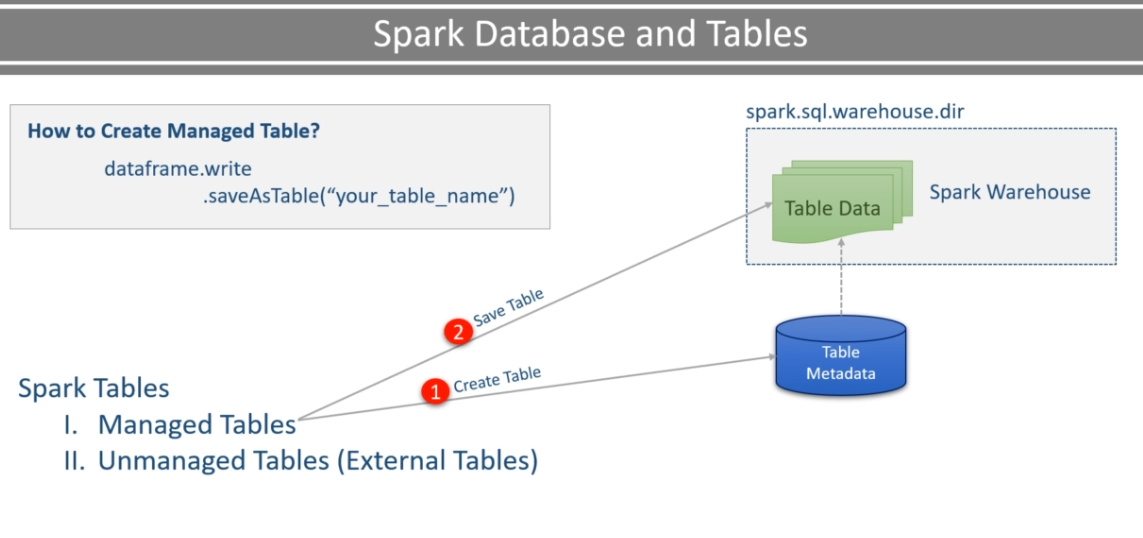 Spark Database and Tables
How to Create Managed Table?
dataframe.write
.saveAsTable(“your_table_name”)
spark.sql.warehouse.dir
Table Data
Spark Warehouse
2 Save Table
1 Create Table
Table
Metadata
Spark Tables
I. Managed Tables
II. Unmanaged Tables (External Tables)